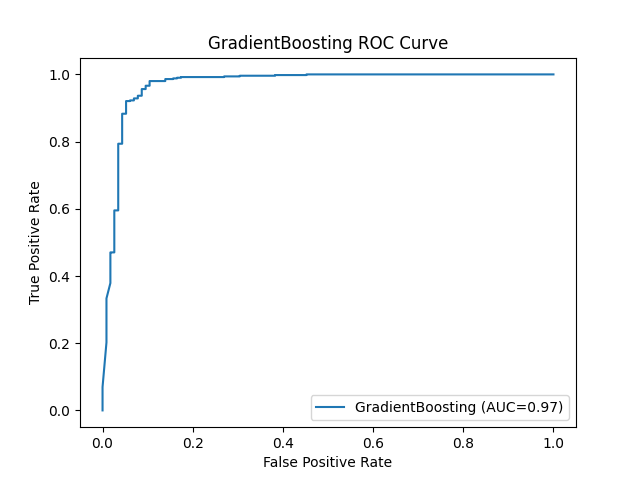 GradientBoosting ROC Curve
True Positive Rate
1.0
0.8
0.6
0.4
0.2
0.0
GradientBoosting (AUC=0.97)
0.0 0.2 0.4 0.6 0.8 1.0
False Positive Rate